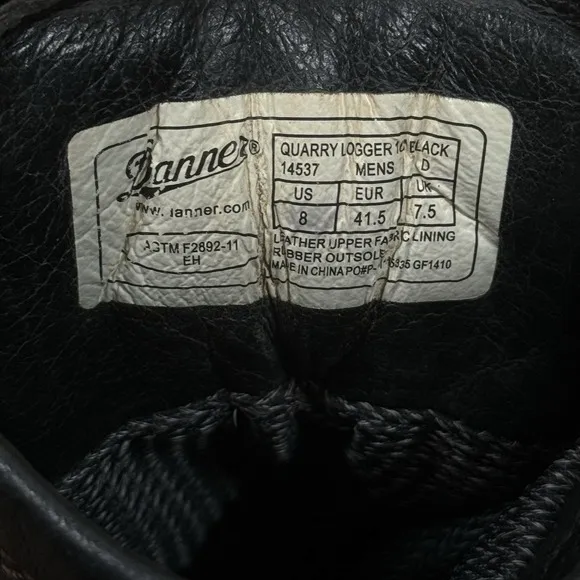 Danner®
www.danner.com
ASTM F2892-11
EH
QUARRY LOGGER BLACK
14537 MENS D
US EUR UK
8 41.5 7.5
LEATHER UPPER FABRIC LINING
RUBBER OUTSOLE
MADE IN CHINA GF1410